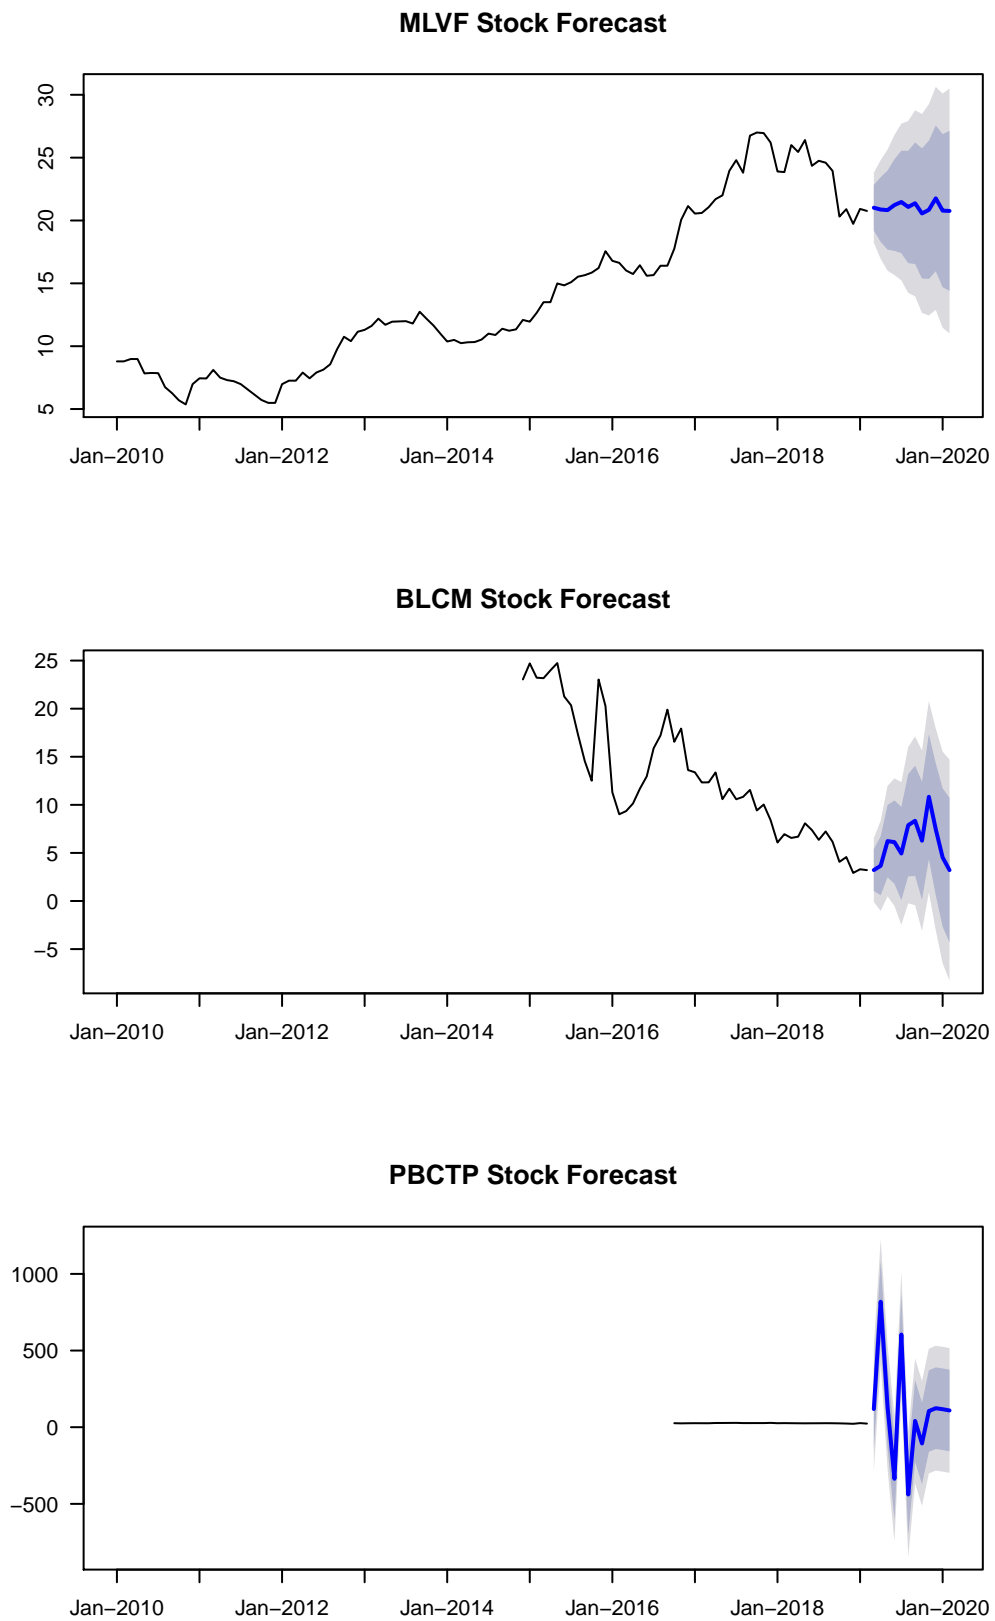 MLVF Stock Forecast
30
25
20
15
10
5
Jan−2010 Jan−2012 Jan−2014 Jan−2016 Jan−2018 Jan−2020
BLCM Stock Forecast
25
20
15
10
5
0
−5
Jan−2010 Jan−2012 Jan−2014 Jan−2016 Jan−2018 Jan−2020
PBCTP Stock Forecast
1000
500
0
−500
Jan−2010 Jan−2012 Jan−2014 Jan−2016 Jan−2018 Jan−2020